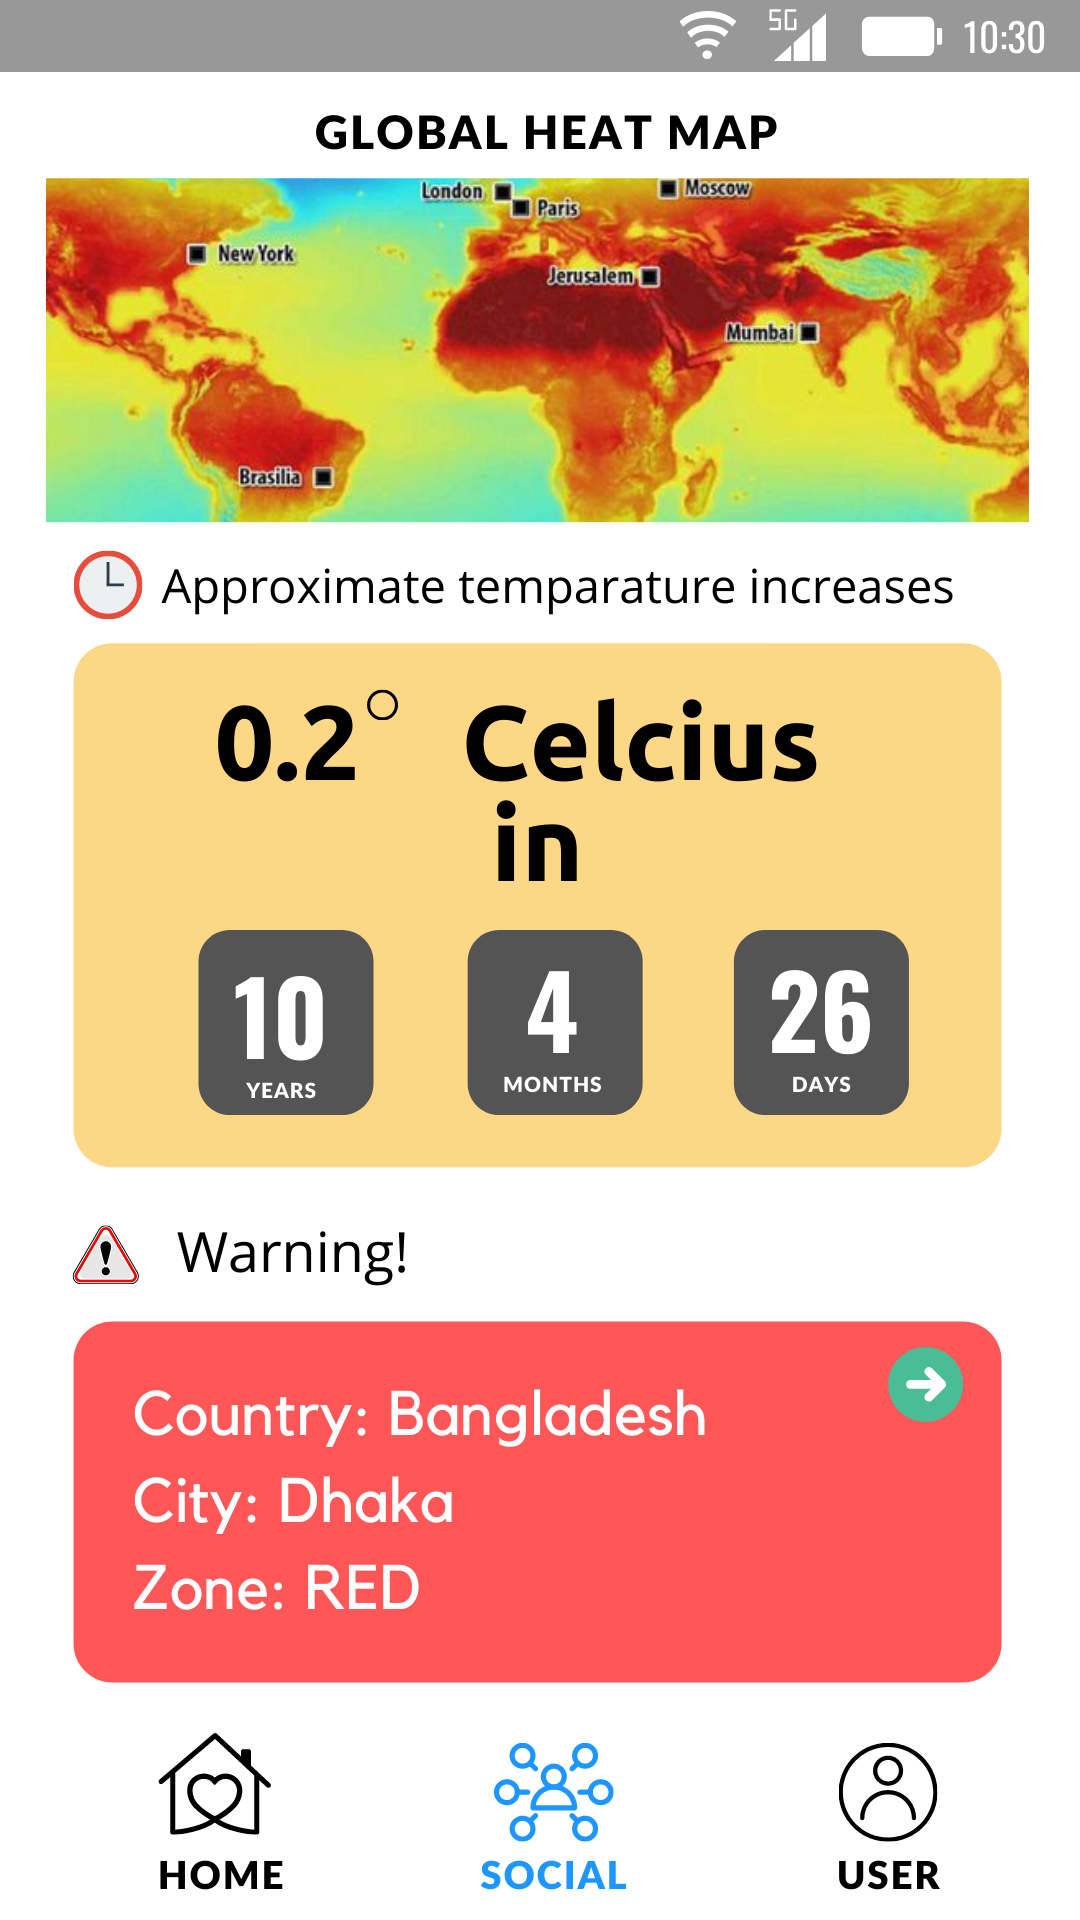 5G 10:30
GLOBAL HEAT MAP
London
Moscow
Paris
New York
Jerusalem
Mumbai
Brasilia
Approximate temparature increases
0.2° Celcius
in
10 4 26
YEARS MONTHS DAYS
Warning!
Country: Bangladesh
City: Dhaka
Zone: RED
HOME SOCIAL USER